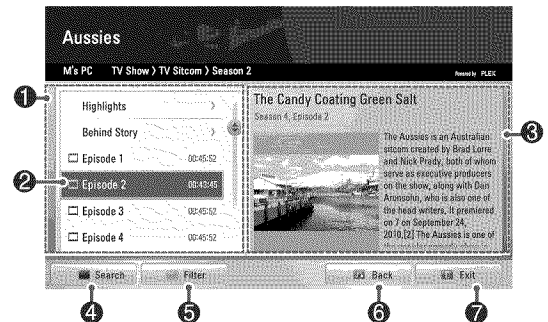 Aussies
M's PC TV Show > TV Sitcom > Season 2
Powered by PLEX
1
Highlights >
Behind Story >
Episode 1 00:45:52
2
Episode 2 00:43:45
Episode 3 00:45:52
Episode 4 00:45:52
The Candy Coating Green Salt
Season 4, Episode 2
3
The Aussies is an Australian
sitcom created by Brad Lorre
and Nick Prady, both of whom
serve as executive producers
on the show, along with Dan
Aronsohn, who is also one of
the head writers. It premiered
on 7 on September 24,
2010.[2] The Aussies is one of
Search
Filter
Back
Exit
4
5
6
7